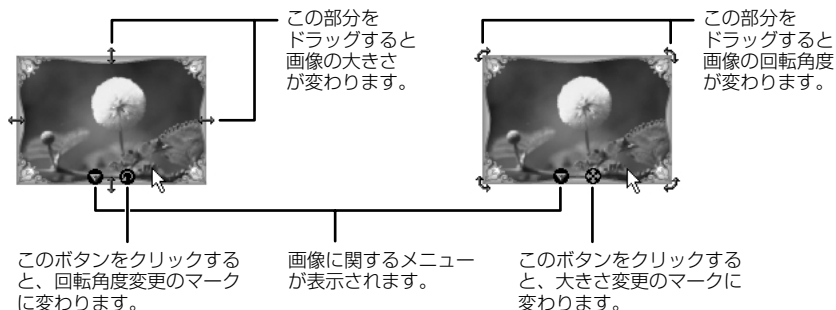 この部分を
ドラッグすると
画像の大きさ
が変わります。
この部分を
ドラッグすると
画像の回転角度
が変わります。
このボタンをクリックする
と、回転角度変更のマーク
に変わります。
画像に関するメニュー
が表示されます。
このボタンをクリックする
と、大きさ変更のマークに
変わります。